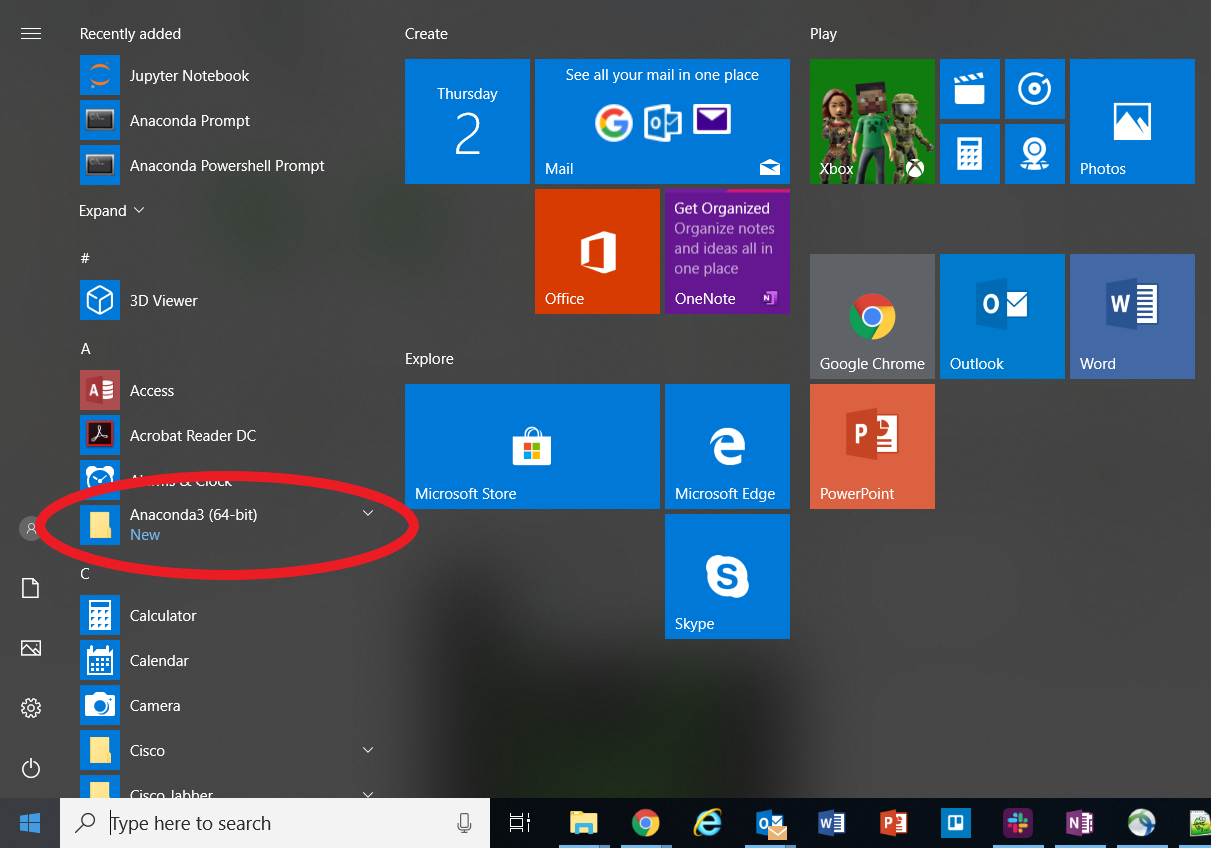 Recently added
Jupyter Notebook
Anaconda Prompt
Anaconda Powershell Prompt
Expand
#
3D Viewer
A
Access
Acrobat Reader DC
Alarms & Clock
Anaconda3 (64-bit)
New
C
Calculator
Calendar
Camera
Cisco
Cisco Jabber
Create
Thursday
2
See all your mail in one place
Mail
Office
Get Organized
Organize notes
and ideas all in
one place
OneNote
Explore
Microsoft Store
Microsoft Edge
Skype
Play
Xbox
Photos
Google Chrome
Outlook
Word
PowerPoint
Type here to search